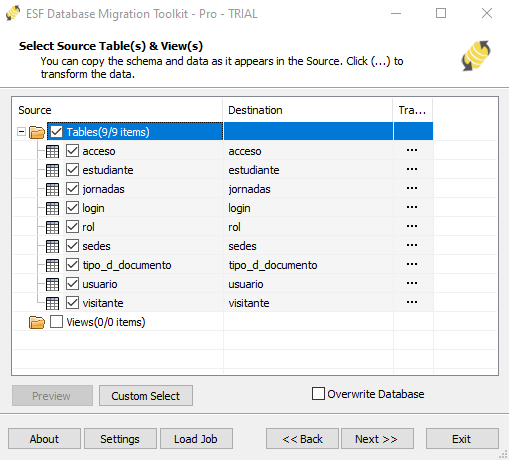 ESF Database Migration Toolkit - Pro - TRIAL
Select Source Table(s) & View(s)
You can copy the schema and data as it appears in the Source. Click (...) to
transform the data.
Source Destination Tra...
Tables(9/9 items)
acceso acceso ...
estudiante estudiante ...
jornadas jornadas ...
login login ...
rol rol ...
sedes sedes ...
tipo_d_documento tipo_d_documento ...
usuario usuario ...
visitante visitante ...
Views(0/0 items)
Preview Custom Select Overwrite Database
About Settings Load Job << Back Next >> Exit